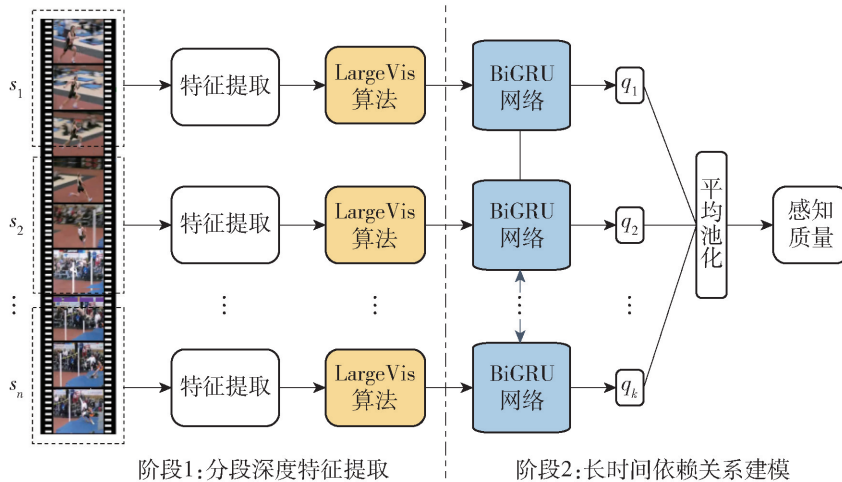 s1
特征提取
LargeVis
算法
BiGRU
网络
q1
s2
特征提取
LargeVis
算法
BiGRU
网络
q2
平均池化
感知
质量
⋮ ⋮ ⋮ ⋮ ⋮
sn
特征提取
LargeVis
算法
BiGRU
网络
qk
阶段1:分段深度特征提取
阶段2:长时间依赖关系建模